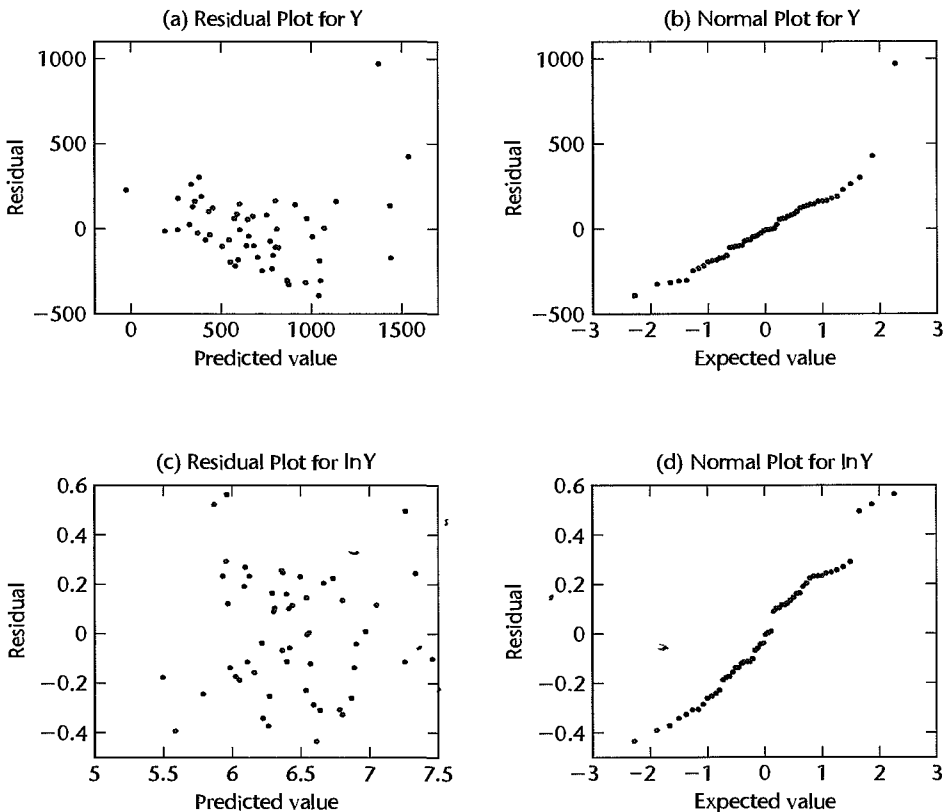 (a) Residual Plot for Y
1000
500
0
−500
0 500 1000 1500
Residual
Predicted value
(b) Normal Plot for Y
1000
500
0
−500
−3 −2 −1 0 1 2 3
Residual
Expected value
(c) Residual Plot for lnY
0.6
0.4
0.2
0
−0.2
−0.4
5 5.5 6 6.5 7 7.5
Residual
Predicted value
(d) Normal Plot for lnY
0.6
0.4
0.2
0
−0.2
−0.4
−3 −2 −1 0 1 2 3
Residual
Expected value